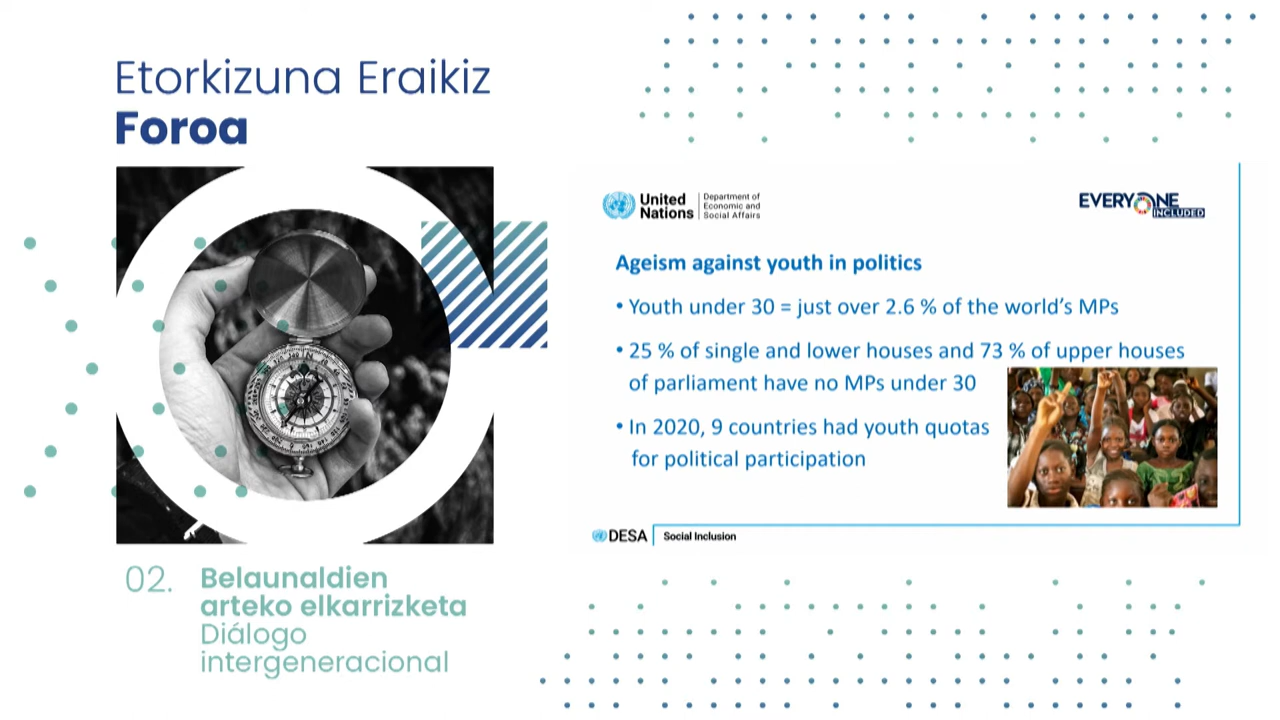 Etorkizuna Eraikiz
Foroa
United
Nations
Department of
Economic and
Social Affairs
EVERYONE
INCLUDED
Ageism against youth in politics
• Youth under 30 = just over 2.6 % of the world's MPs
• 25 % of single and lower houses and 73 % of upper houses
of parliament have no MPs under 30
• In 2020, 9 countries had youth quotas
for political participation
DESA
Social Inclusion
02.
Belaunaldien
arteko elkarrizketa
Diálogo
intergeneracional